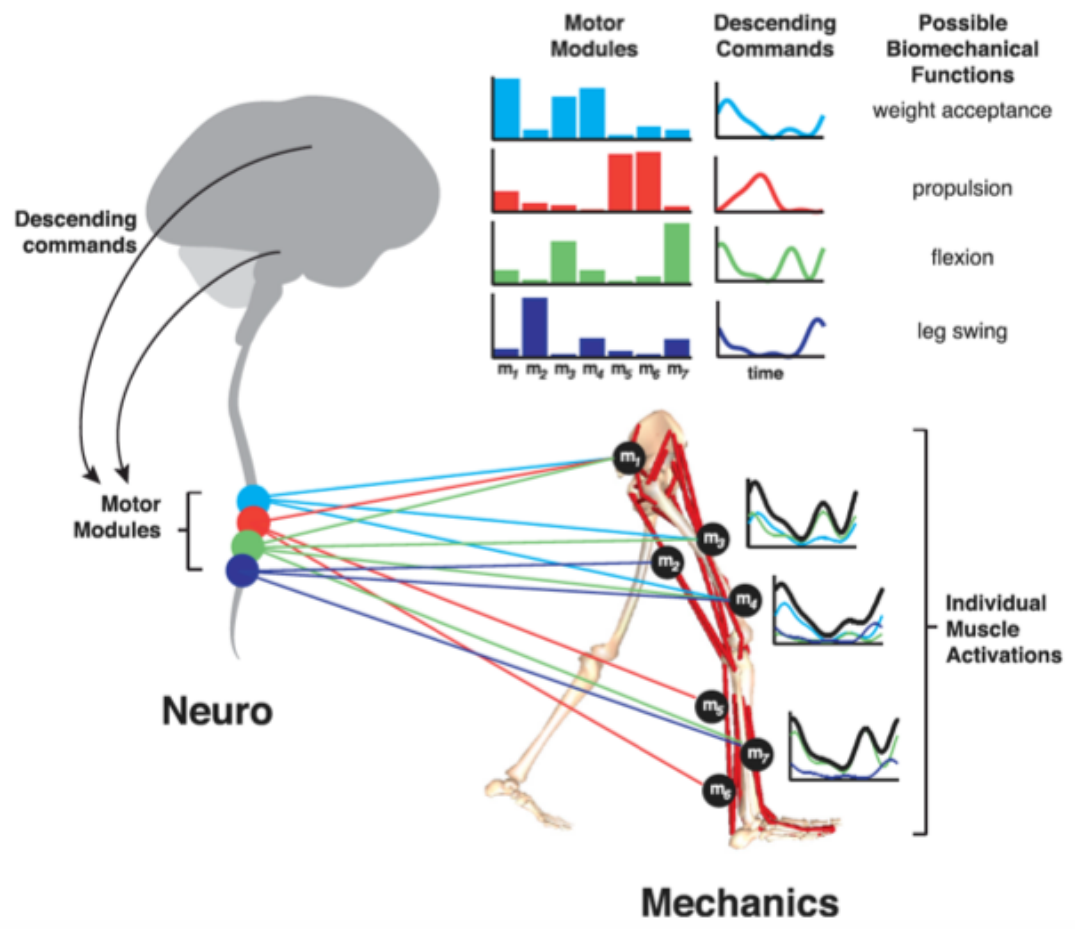 Motor
Modules
Descending
Commands
Possible
Biomechanical
Functions
weight acceptance
propulsion
flexion
leg swing
m1 m2 m3 m4 m5 m6 m7
time
Descending
commands
Motor
Modules
m1
m3
m2
m4
m5
m7
m6
Individual
Muscle
Activations
Neuro
Mechanics